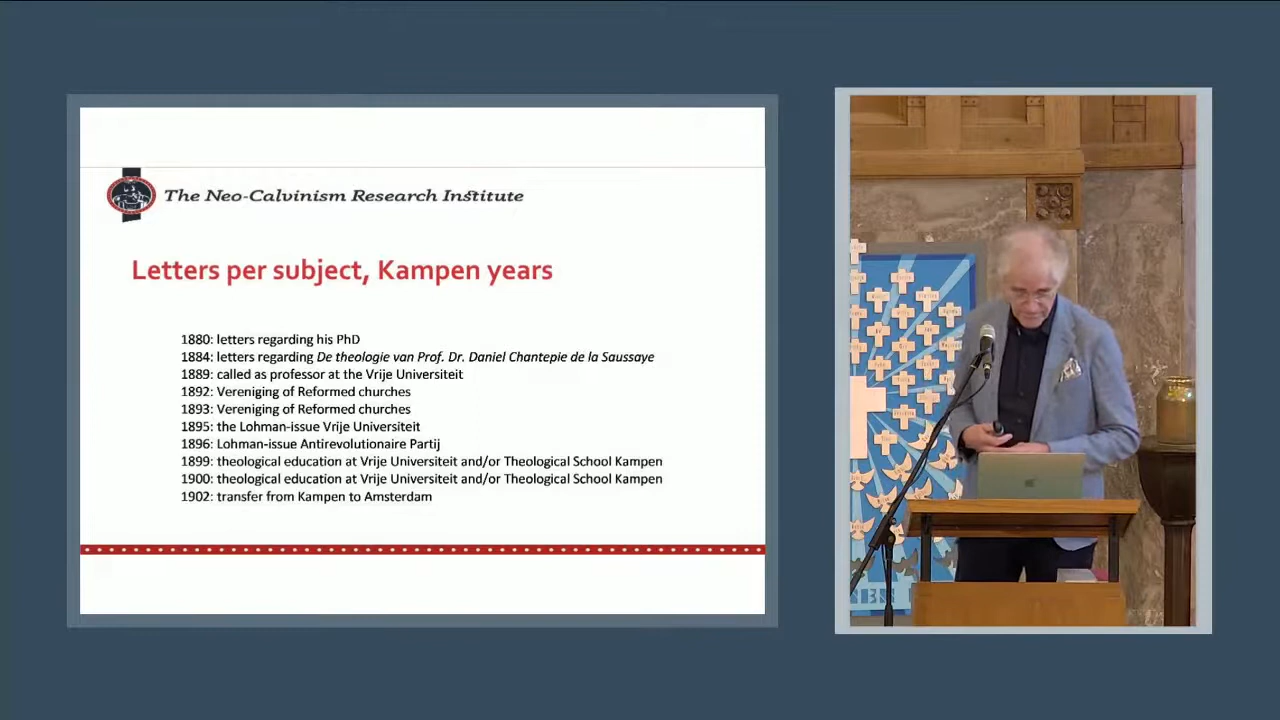 The Neo-Calvinism Research Institute
Letters per subject, Kampen years
1880: letters regarding his PhD
1884: letters regarding De theologie van Prof. Dr. Daniel Chantepie de la Saussaye
1889: called as professor at the Vrije Universiteit
1892: Vereniging of Reformed churches
1893: Vereniging of Reformed churches
1895: the Lohman-issue Vrije Universiteit
1896: Lohman-issue Antirevolutionaire Partij
1899: theological education at Vrije Universiteit and/or Theological School Kampen
1900: theological education at Vrije Universiteit and/or Theological School Kampen
1902: transfer from Kampen to Amsterdam